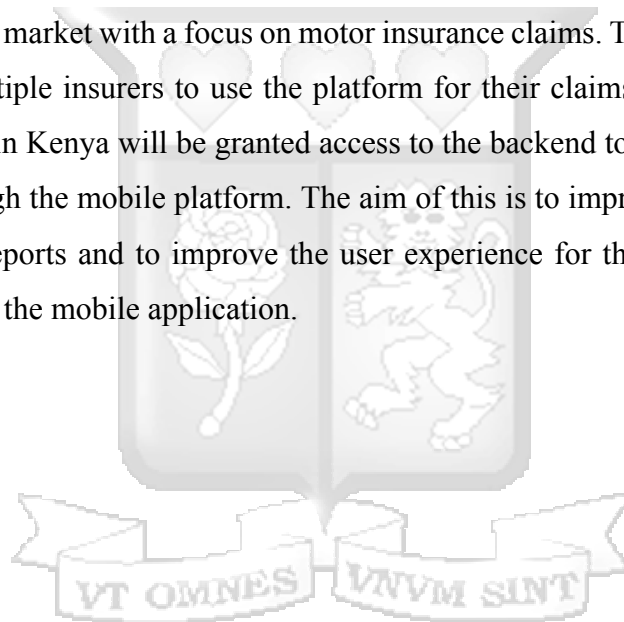 market with a focus on motor insurance claims. T
tiple insurers to use the platform for their claims
in Kenya will be granted access to the backend to
gh the mobile platform. The aim of this is to impr
eports and to improve the user experience for th
the mobile application.
VT OMNES VNVM SINT